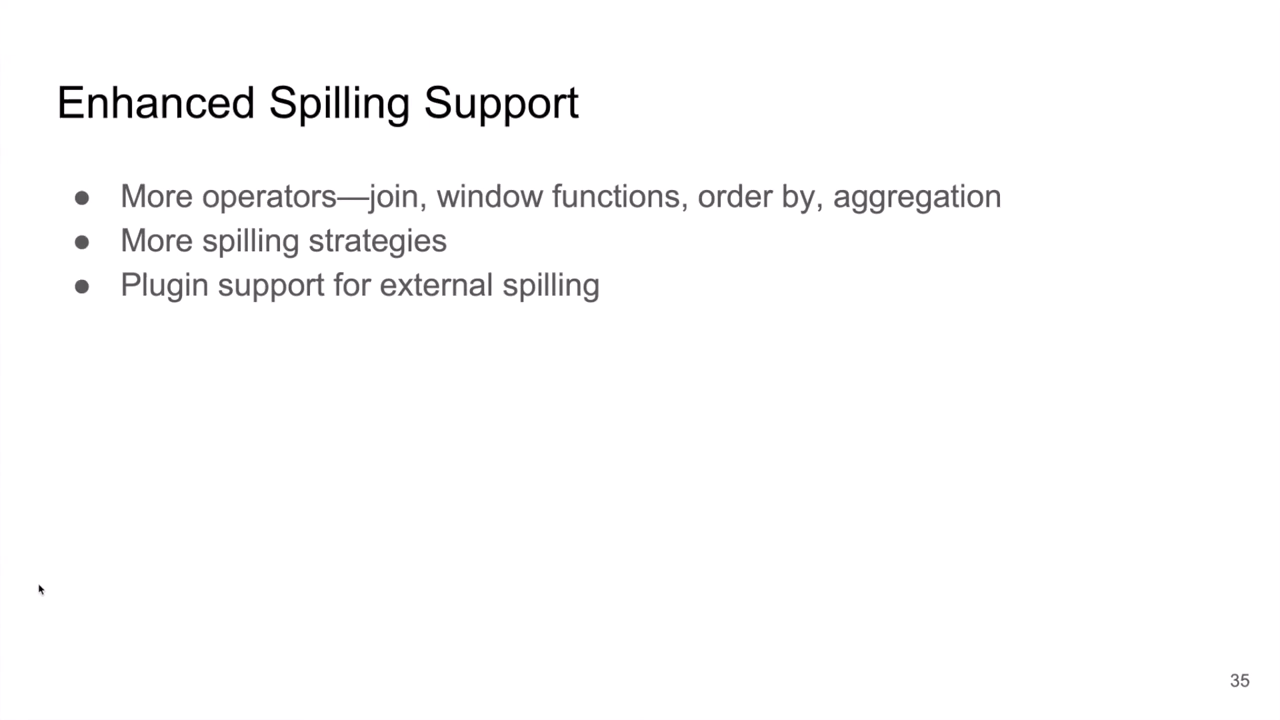 Enhanced Spilling Support
● More operators—join, window functions, order by, aggregation
● More spilling strategies
● Plugin support for external spilling
35